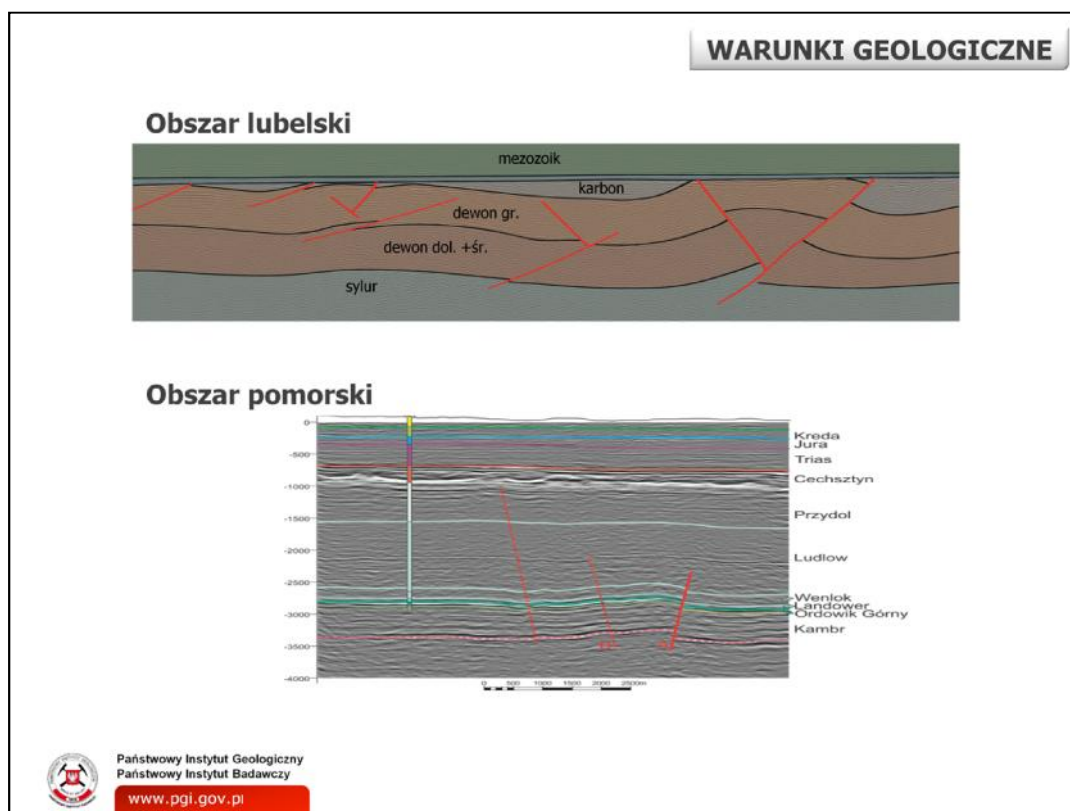 WARUNKI GEOLOGICZNE
Obszar lubelski
mezozoik
karbon
dewon gr.
dewon dol. +śr.
sylur
Obszar pomorski
0
-500
-1000
-1500
-2000
-2500
-3000
-3500
-4000
Kreda
Jura
Trias
Cechsztyn
Przydol
Ludlow
Wenlok
Landower
Ordowik Górny
Kambr
0 500 1000 1500 2000 2500m
Państwowy Instytut Geologiczny
Państwowy Instytut Badawczy
www.pgi.gov.pl